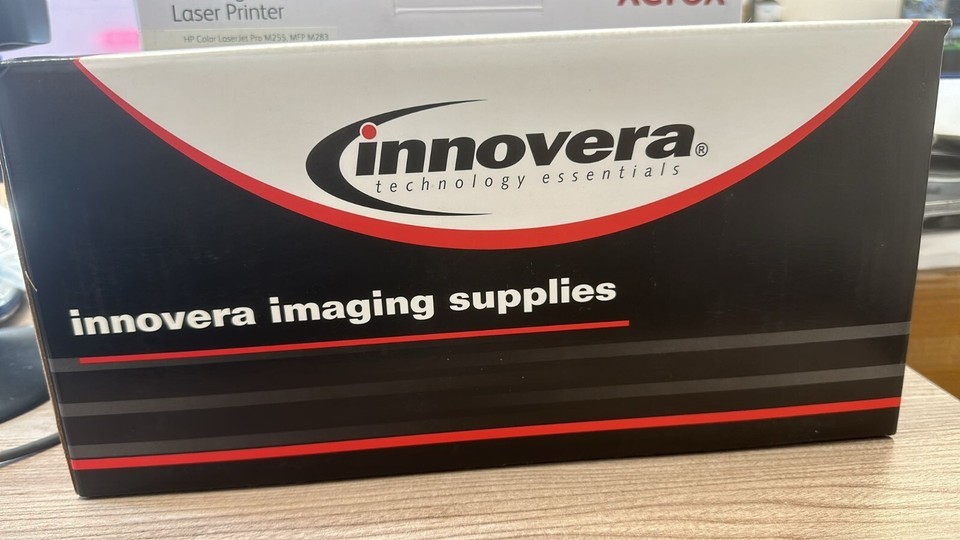 Laser Printer
XEROX
HP Color LaserJet Pro M255, MFP M283
innovera®
technology essentials
innovera imaging supplies